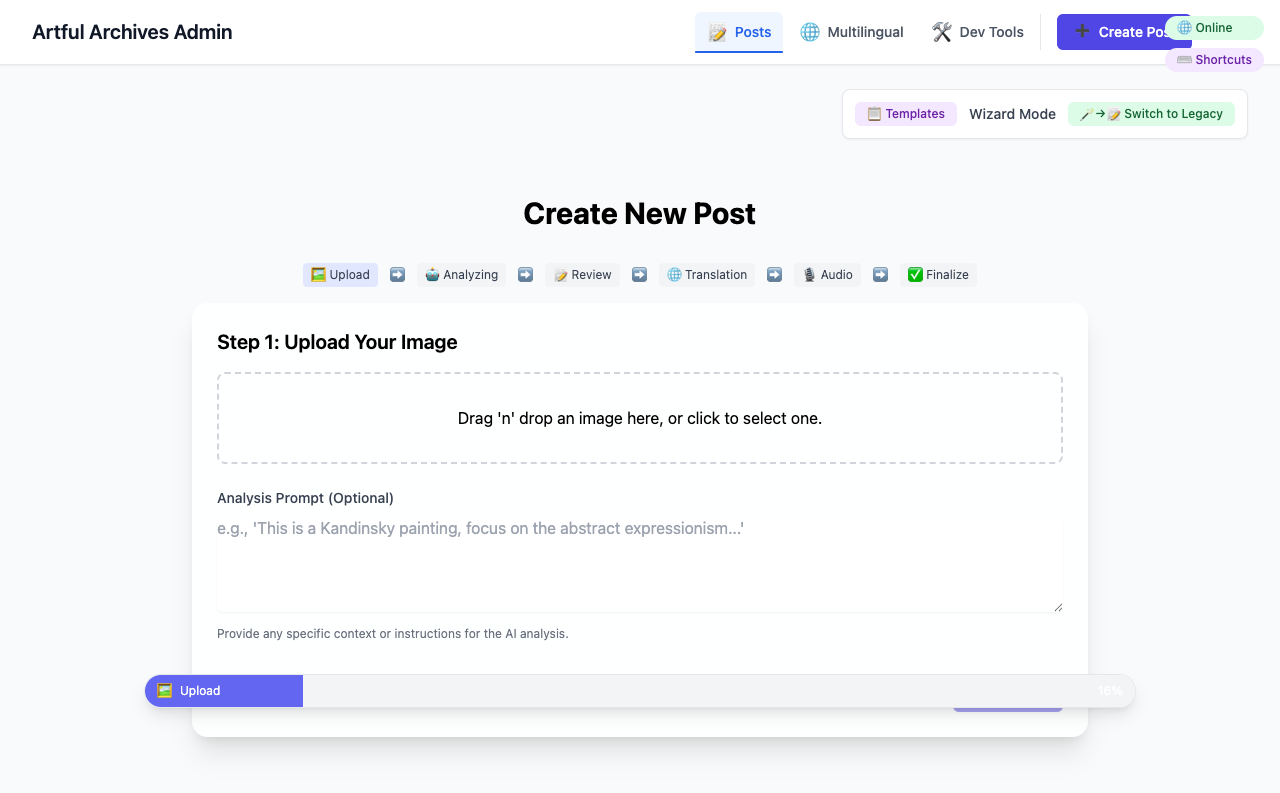 Artful Archives Admin
Posts
Multilingual
Dev Tools
Create Pos
Online
Shortcuts
Templates
Wizard Mode
Switch to Legacy
Create New Post
Upload
Analyzing
Review
Translation
Audio
Finalize
Step 1: Upload Your Image
Drag 'n' drop an image here, or click to select one.
Analysis Prompt (Optional)
e.g., 'This is a Kandinsky painting, focus on the abstract expressionism...'
Provide any specific context or instructions for the AI analysis.
Upload
16%